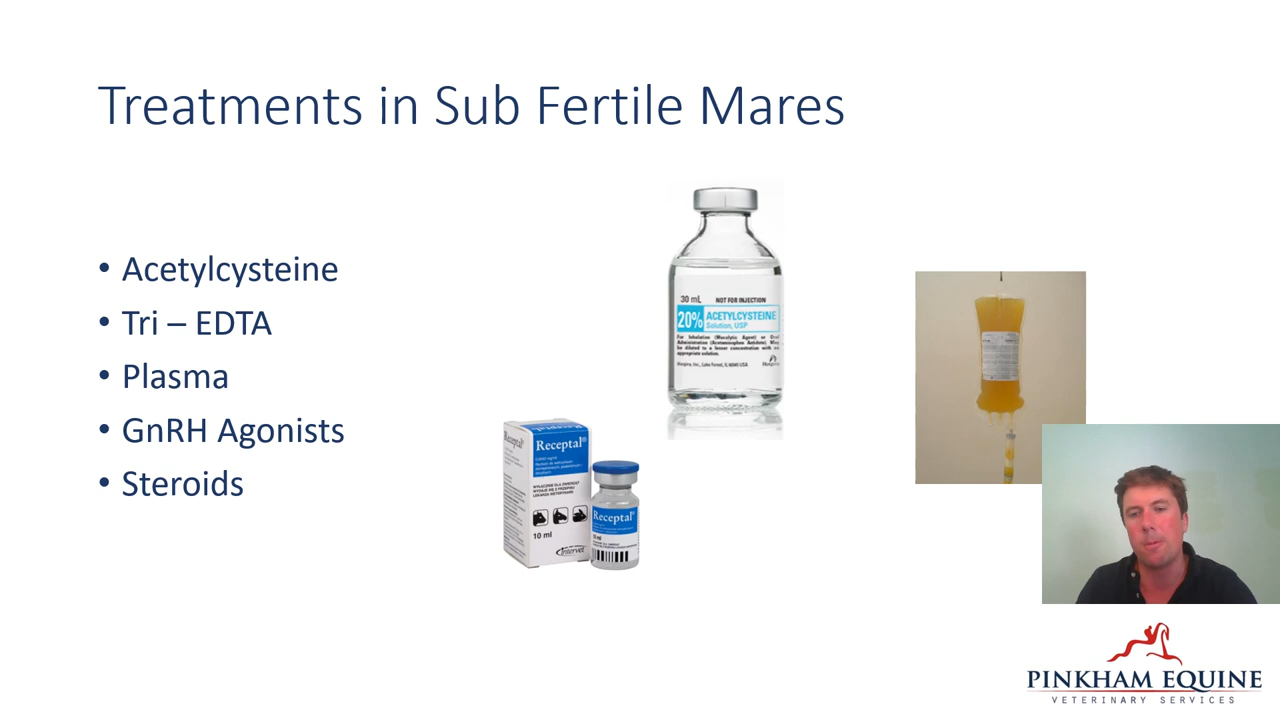 Treatments in Sub Fertile Mares
• Acetylcysteine
• Tri – EDTA
• Plasma
• GnRH Agonists
• Steroids
30 mL NOT FOR INJECTION
20% ACETYLCYSTEINE
Solution, USP
Receptal®
Receptal®
10 ml
Intervet
Receptal®
PINKHAM EQUINE
VETERINARY SERVICES